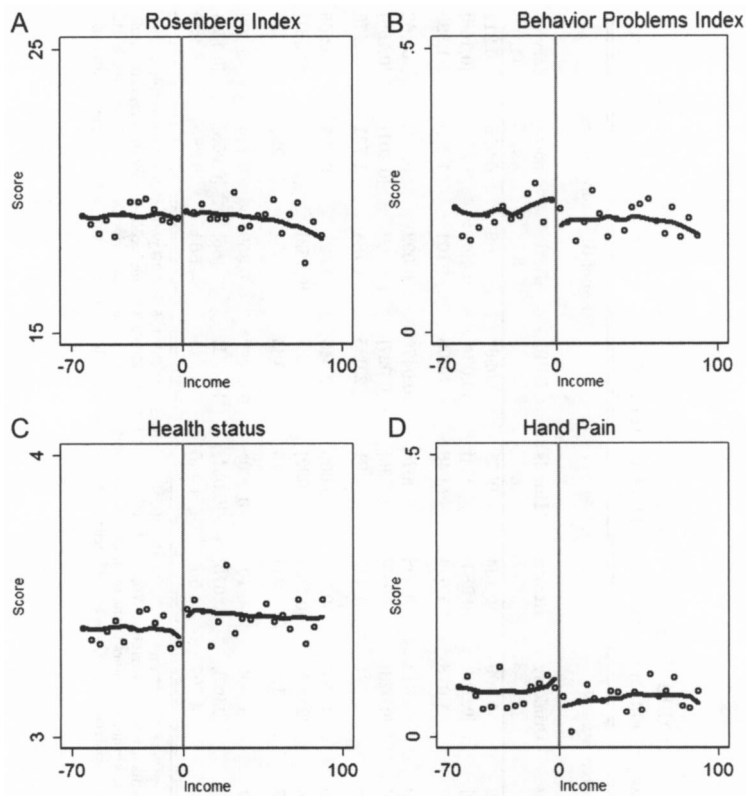 A
Rosenberg Index
25
Score
15
-70
0
100
Income
B
Behavior Problems Index
.5
Score
0
-70
0
100
Income
C
Health status
4
Score
3
-70
0
100
Income
D
Hand Pain
.5
Score
0
-70
0
100
Income